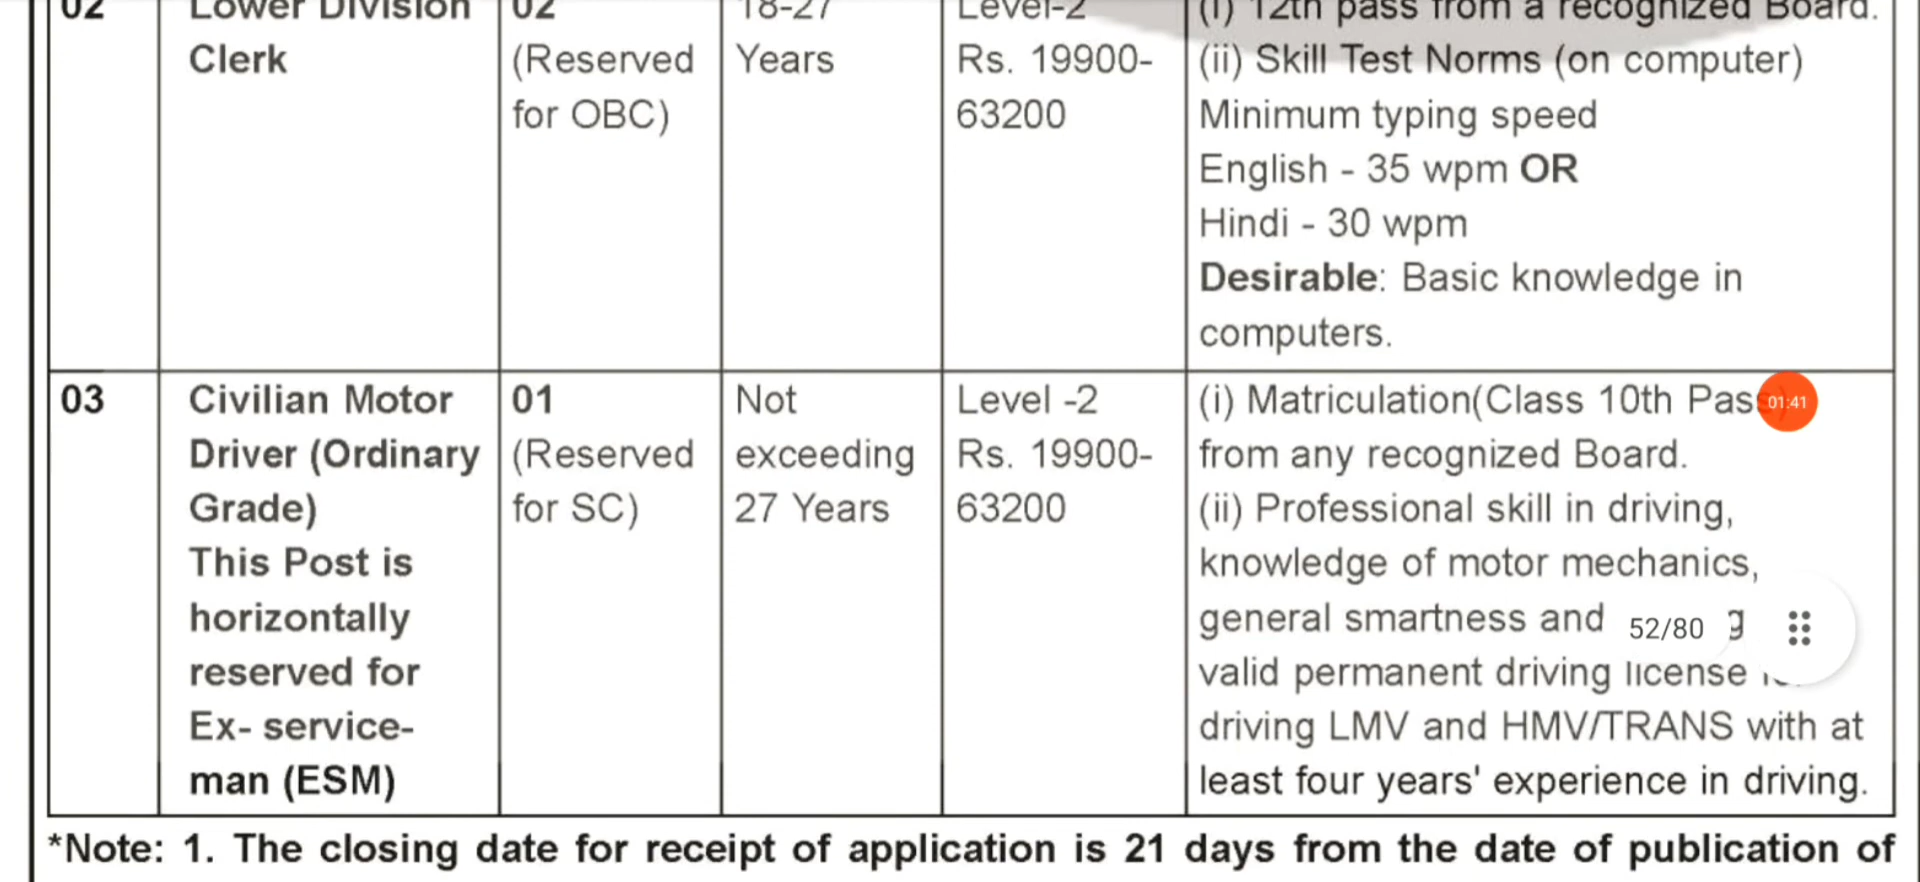 02
Lower Division
Clerk
02
(Reserved
for OBC)
18-27
Years
Level-2
Rs. 19900-
63200
(i) 12th pass from a recognized Board.
(ii) Skill Test Norms (on computer)
Minimum typing speed
English - 35 wpm OR
Hindi - 30 wpm
Desirable: Basic knowledge in
computers.
03
Civilian Motor
Driver (Ordinary
Grade)
This Post is
horizontally
reserved for
Ex- service-
man (ESM)
01
(Reserved
for SC)
Not
exceeding
27 Years
Level -2
Rs. 19900-
63200
(i) Matriculation(Class 10th Pass)
from any recognized Board.
(ii) Professional skill in driving,
knowledge of motor mechanics,
general smartness and
valid permanent driving license
driving LMV and HMV/TRANS with at
least four years' experience in driving.
01:41
52/80
*Note: 1. The closing date for receipt of application is 21 days from the date of publication of